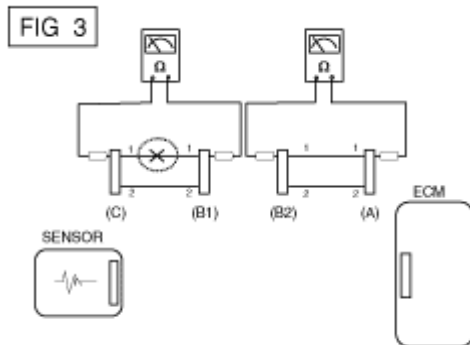 FIG 3
Ω Ω
1 1 1 1
2 2 2 2
(C) (B1) (B2) (A)
ECM
SENSOR